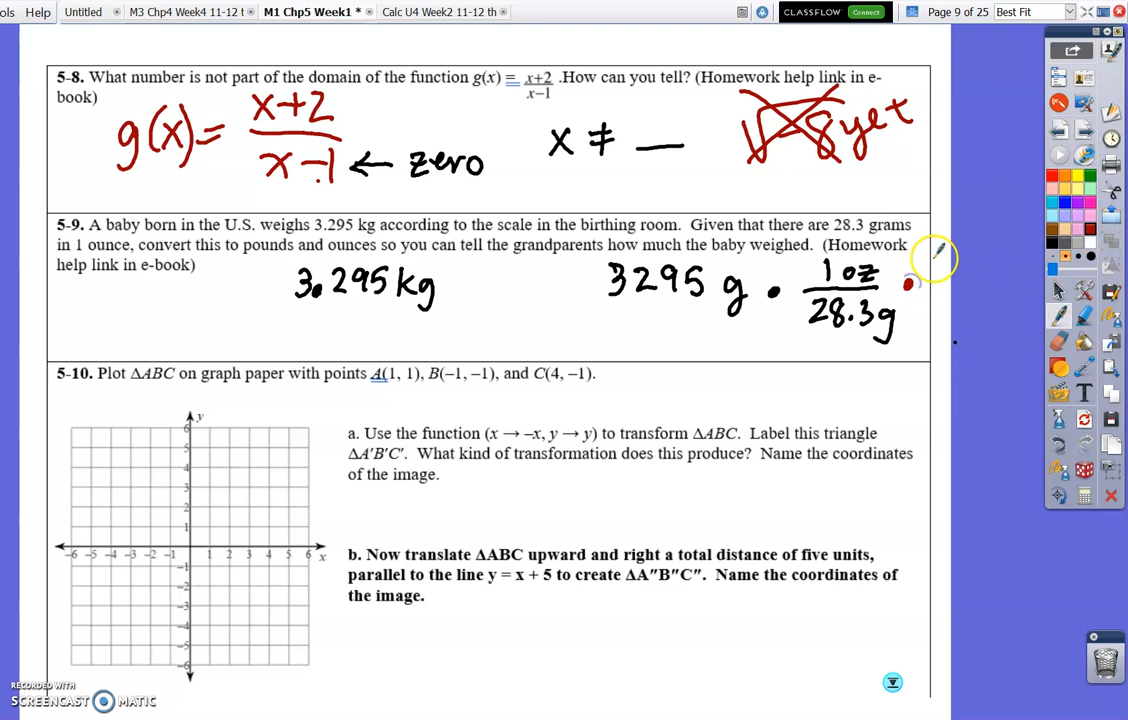 ols Help Untitled M3 Chp4 Week4 11-12 t M1 Chp5 Week1 * Calc U4 Week2 11-12 th CLASSFLOW Connect Page 9 of 25 Best Fit
5-8. What number is not part of the domain of the function g(x) = x+2/x−1 .How can you tell? (Homework help link in e-
book)
g(x) = x+2/x-1 ← zero x ≠ __ √-8 yet
5-9. A baby born in the U.S. weighs 3.295 kg according to the scale in the birthing room. Given that there are 28.3 grams
in 1 ounce, convert this to pounds and ounces so you can tell the grandparents how much the baby weighed. (Homework
help link in e-book)
3.295 kg 3295 g • 1 oz/28.3g •
5-10. Plot ΔABC on graph paper with points A(1, 1), B(−1, −1), and C(4, −1).
y
6
5
4
3
2
1
-6 -5 -4 -3 -2 -1 1 2 3 4 5 6 x
-1
-2
-3
-4
-5
-6
a. Use the function (x → −x, y → y) to transform ΔABC. Label this triangle
ΔA′B′C′. What kind of transformation does this produce? Name the coordinates
of the image.
b. Now translate ΔABC upward and right a total distance of five units,
parallel to the line y = x + 5 to create ΔA″B″C″. Name the coordinates of
the image.
RECORDED WITH
SCREENCAST MATIC